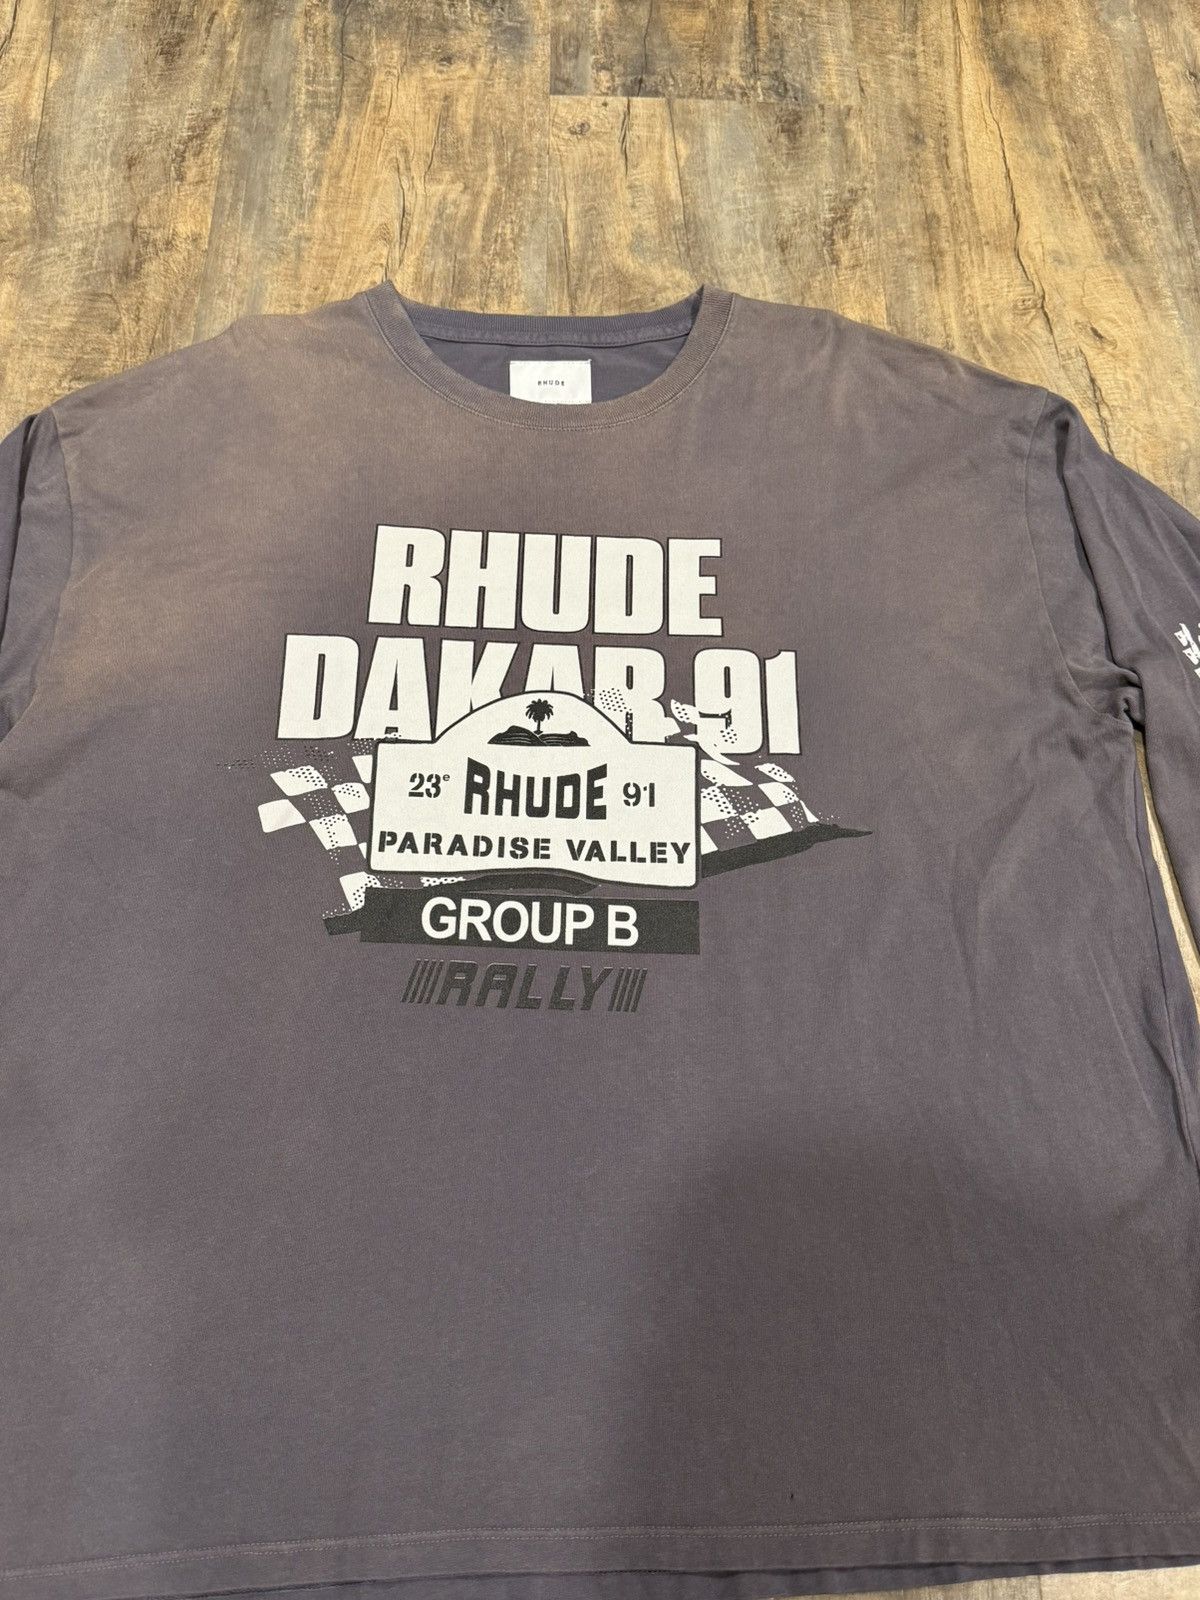 RHUDE
RHUDE
DAKAR 91
23e RHUDE 91
PARADISE VALLEY
GROUP B
RALLY